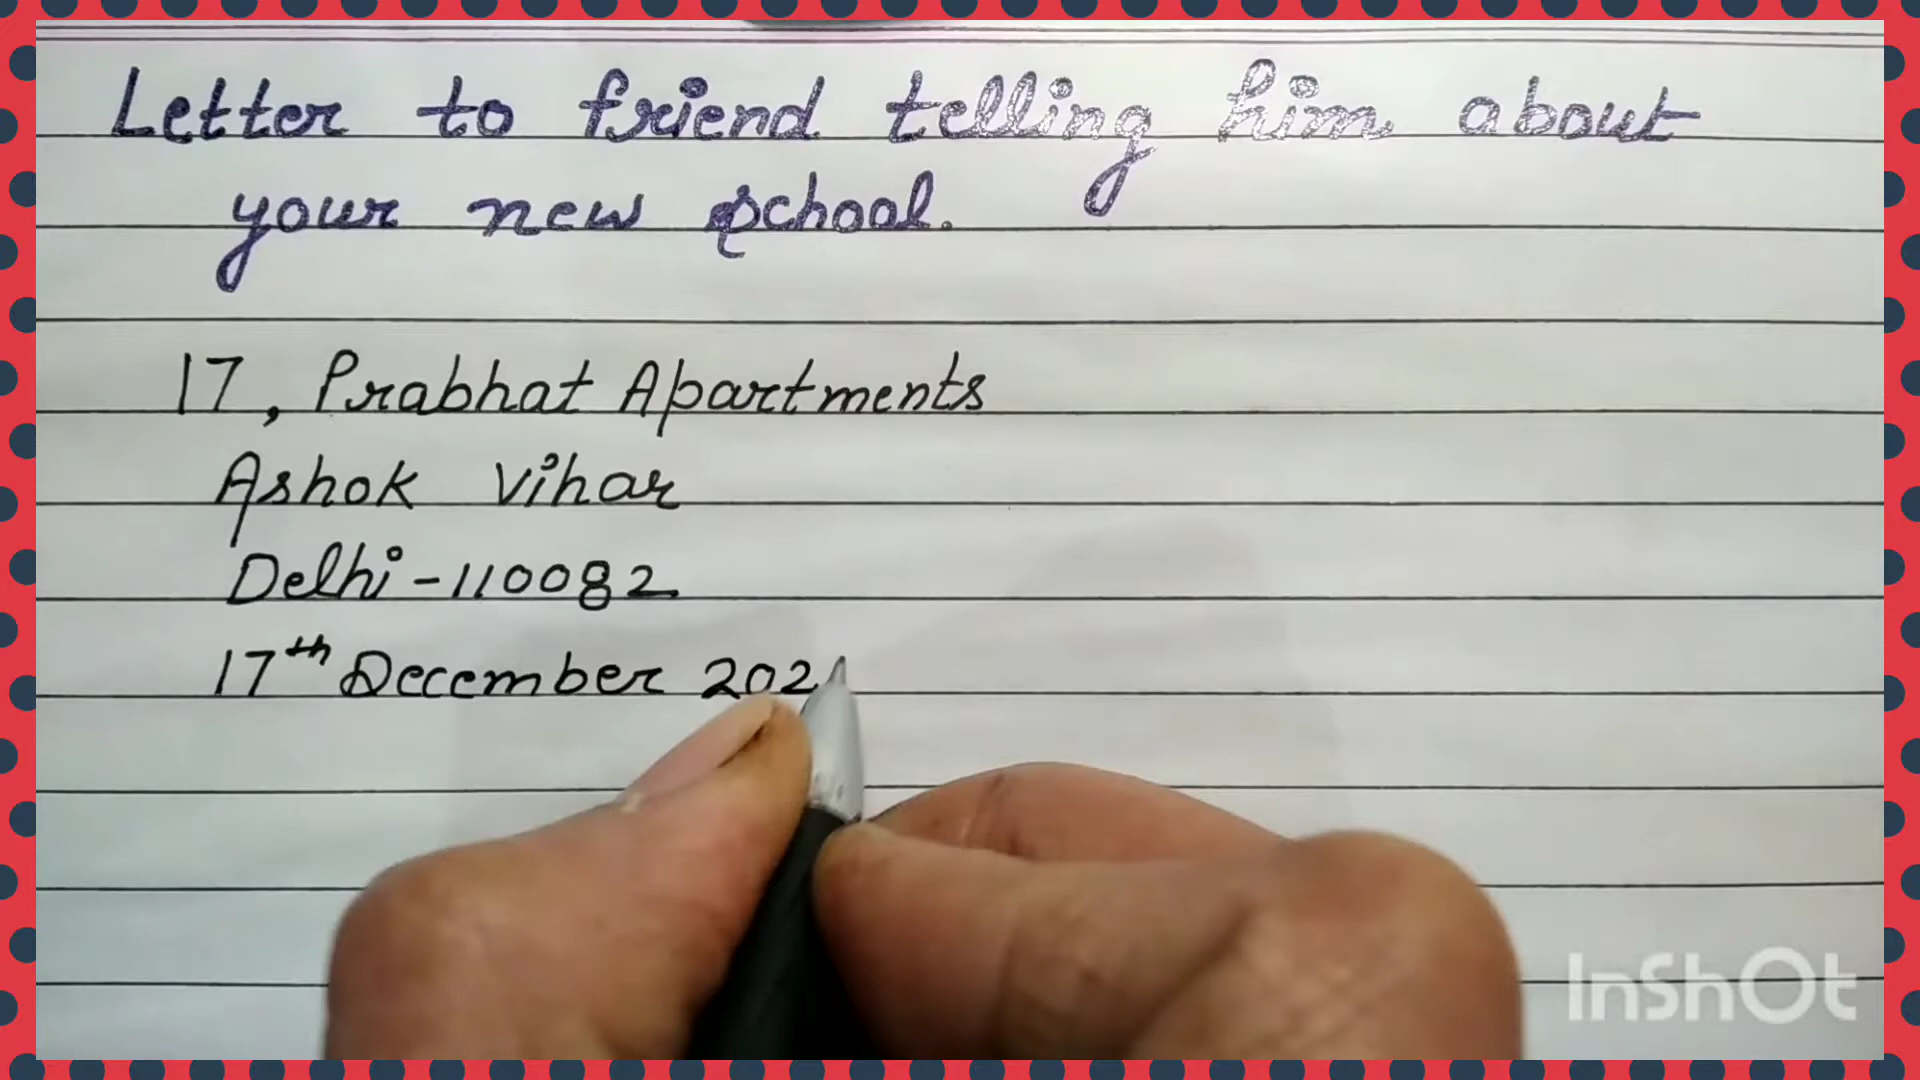 Letter to friend telling him about
your new school.
17, Prabhat Apartments
Ashok Vihar
Delhi-110082
17th December 202
InShOt